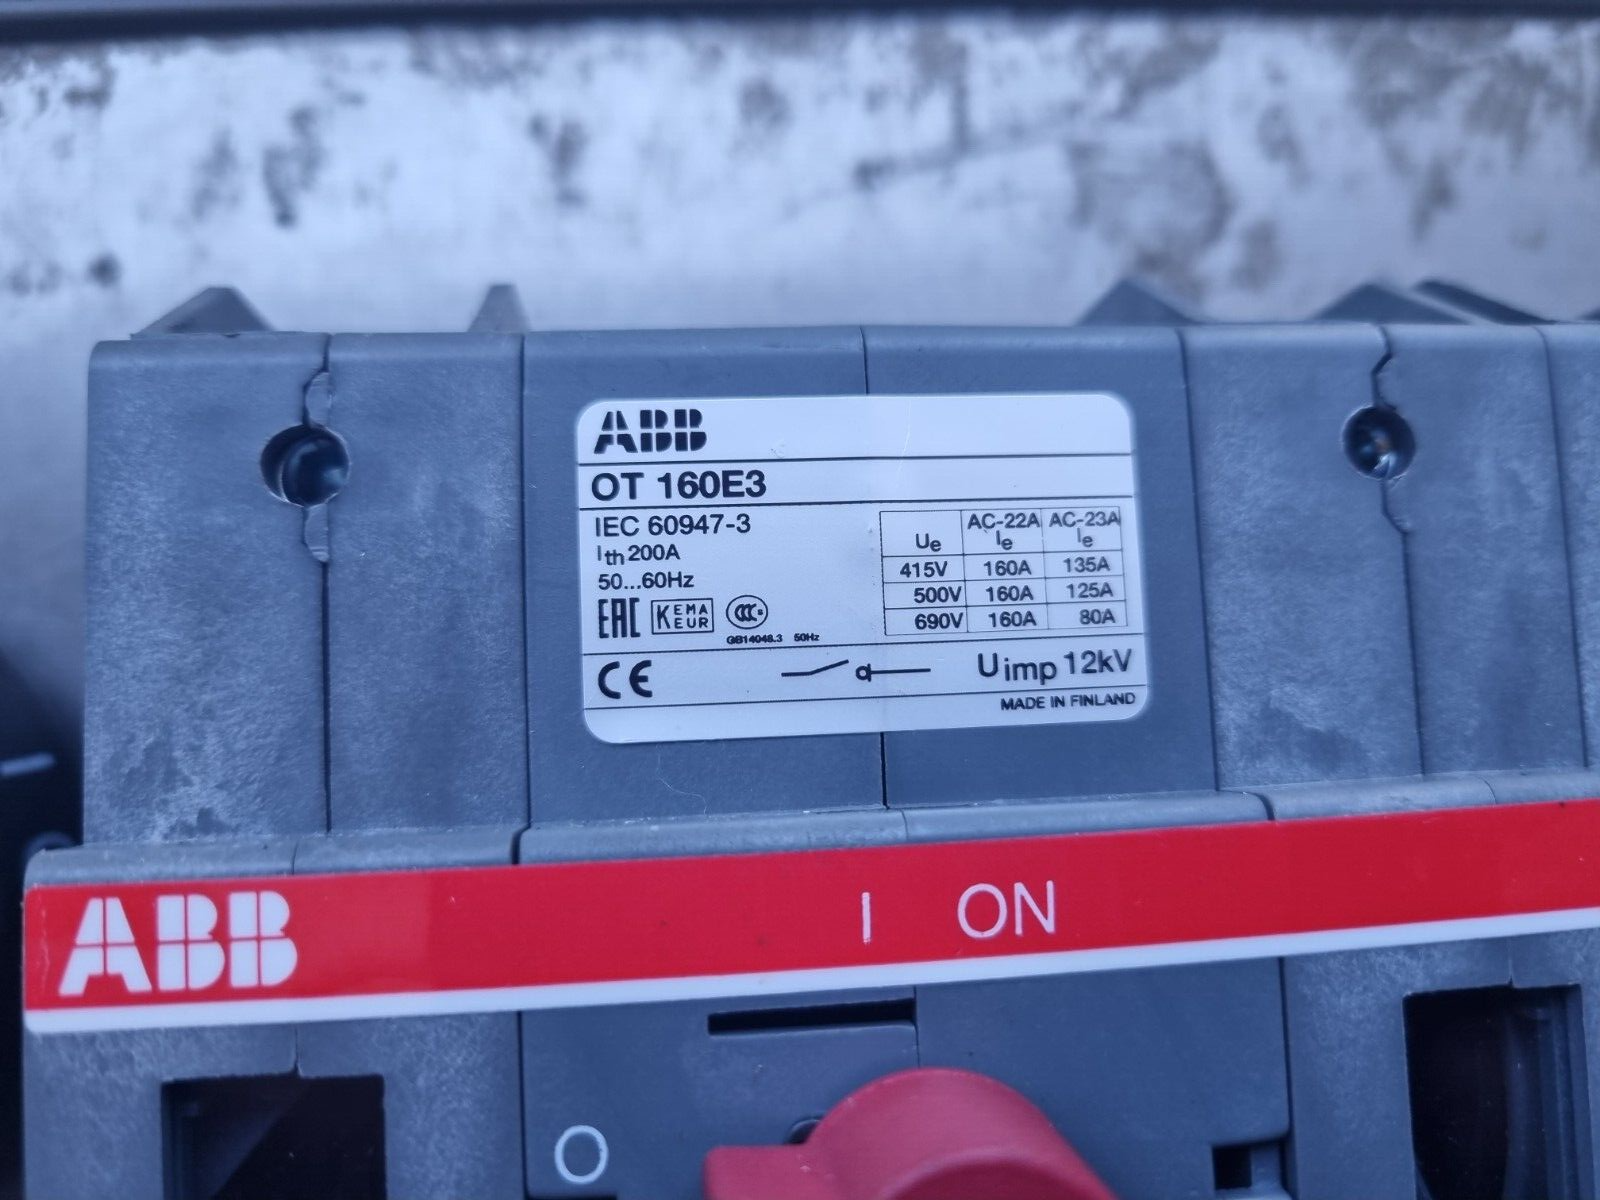 ABB
OT 160E3
IEC 60947-3
Ith 200A
50...60Hz
EAC KEMA EUR CCC S
GB14048.3 50Hz
Ue AC-22A Ie AC-23A Ie
415V 160A 135A
500V 160A 125A
690V 160A 80A
CE Uimp 12kV
MADE IN FINLAND
ABB I ON
O